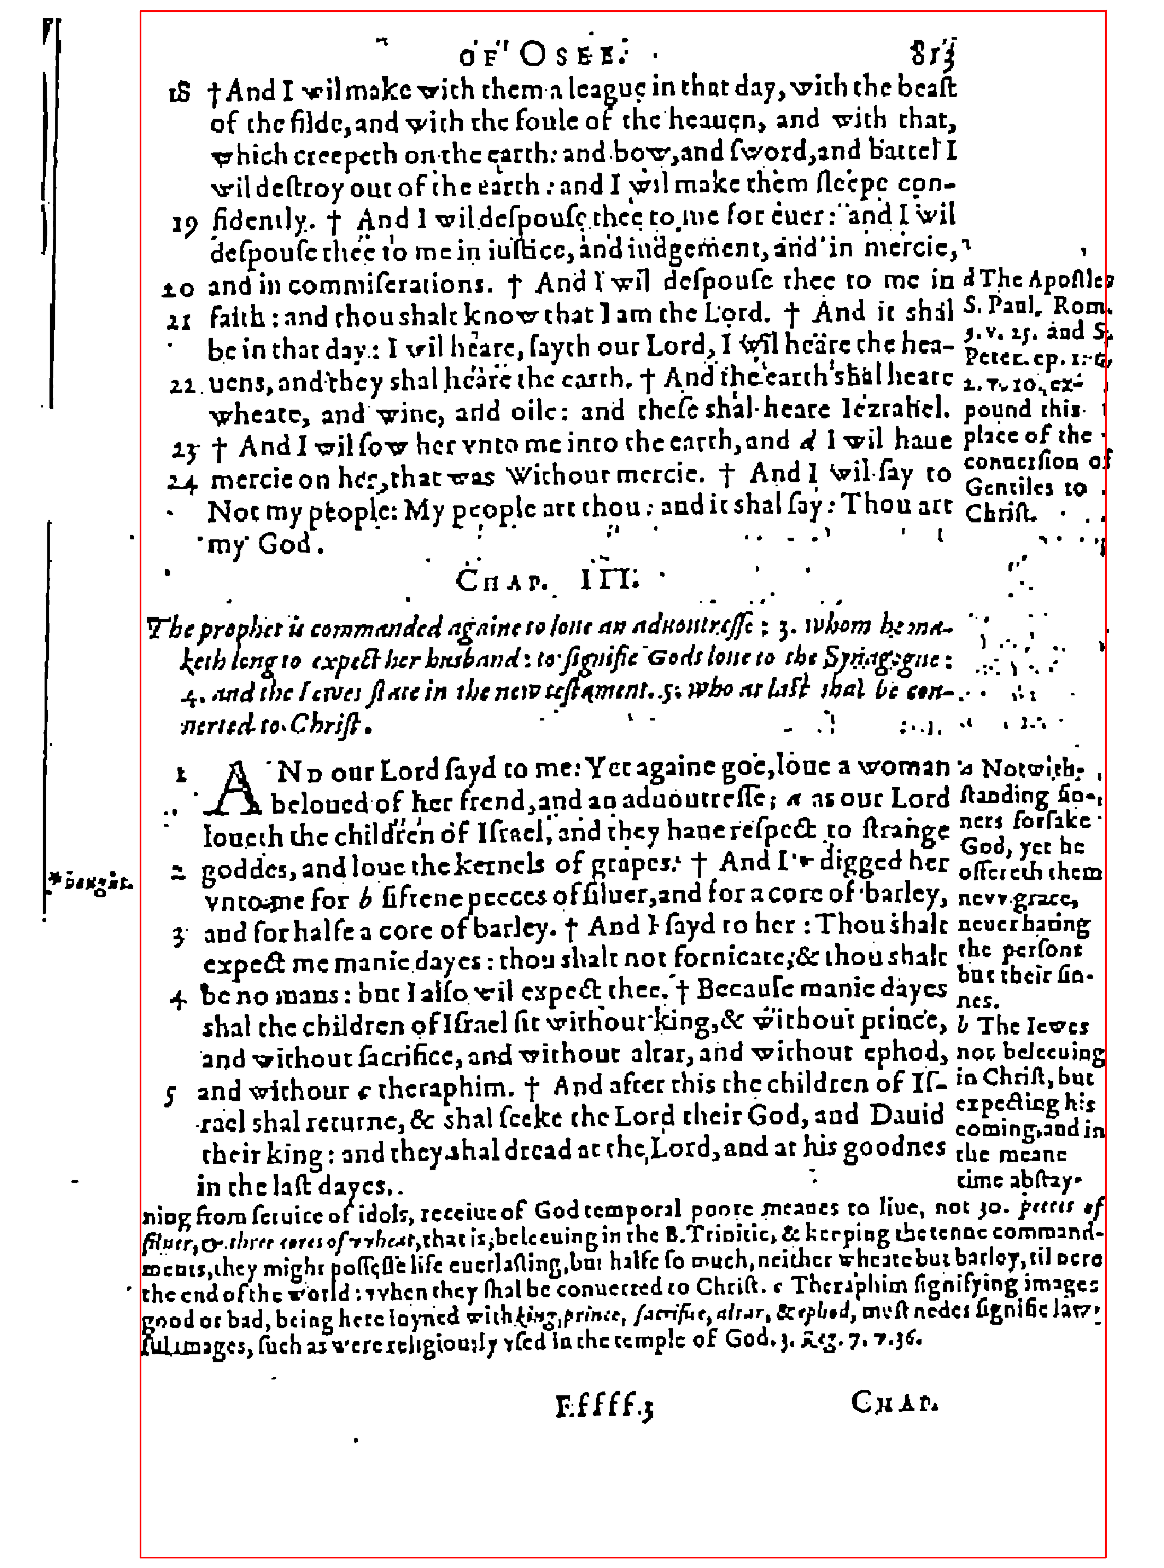 OF OSEE. 813
18 †And I wil make with them a league in that day, with the beast
of the filde, and with the foule of the heauen, and with that,
which creepeth on the earth: and bow, and sword, and battel I
wil destroy out of the earth: and I wil make them sleepe con-
19 fidently. † And I wil despouse thee to me for euer: and I wil
despouse thee to me in iustice, and iudgement, and in mercie,
20 and in commiserations. † And I wil despouse thee to me in
21 faith: and thou shalt know that I am the Lord. † And it shal
be in that day: I wil heare, sayth our Lord, I wil heare the hea-
22 uens, and they shal heare the earth. † And the earth shal heare
wheate, and wine, and oile: and these shal heare Iezrahel.
23 † And I wil sow her vnto me into the earth, and d I wil haue
24 mercie on her, that was Without mercie. † And I wil say to
Not my people: My people art thou: and it shal say: Thou art
my God.
d The Apostles
S. Paul, Rom.
9. v. 25. and S.
Peter. ep. 1. c.
2. v. 10. ex-
pound this
place of the
conuersion of
Gentiles to
Christ.
CHAP. III.
The prophet is commanded againe to loue an aduoutresse: 3. whom he ma-
keth long to expect her husband: to signifie Gods loue to the Synagogue:
4. and the Iewes state in the new testament. 5. who at last shal be con-
uerted to Christ.
1 AND our Lord sayd to me: Yet againe goe, loue a woman
beloued of her frend, and an aduoutresse; a as our Lord
loueth the children of Israel, and they haue respect to strange
2 goddes, and loue the kernels of grapes. † And I * digged her
vnto me for b fiftene peeces of siluer, and for a core of barley,
3 and for halfe a core of barley. † And I sayd to her: Thou shalt
expect me manie dayes: thou shalt not fornicate, & thou shalt
4 be no mans: but I also wil expect thee. † Because manie dayes
shal the children of Israel sit without king, & without prince,
and without sacrifice, and without altar, and without ephod,
5 and without c theraphim. † And after this the children of Is-
rael shal returne, & shal seeke the Lord their God, and Dauid
their king: and they shal dread at the Lord, and at his goodnes
in the last dayes.
* bought.
a Notwith-
standing sin-
ners forsake
God, yet he
offereth them
nevv grace,
neuer hating
the persons
but their sin-
nes.
b The Iewes
not beleeuing
in Christ, but
expecting his
coming, and in
the meane
time abstay-
ning from seruice of idols, receiue of God temporal poore meanes to liue, not 30. peeces of
siluer, & three cores of vvheat, that is, beleeuing in the B. Trinitie, & keeping the tenne command-
ments, they might possesse life euerlasting, but halfe so much, neither wheate but barley, til nere
the end of the world: vvhen they shal be conuerted to Christ. c Theraphim signifying images
good or bad, being here ioyned with king, prince, sacrifice, altar, & ephod, must nedes signifie law-
ful images, such as were religiously vsed in the temple of God. 3. Reg. 7. v. 36.
Fffff 3 CHAP.